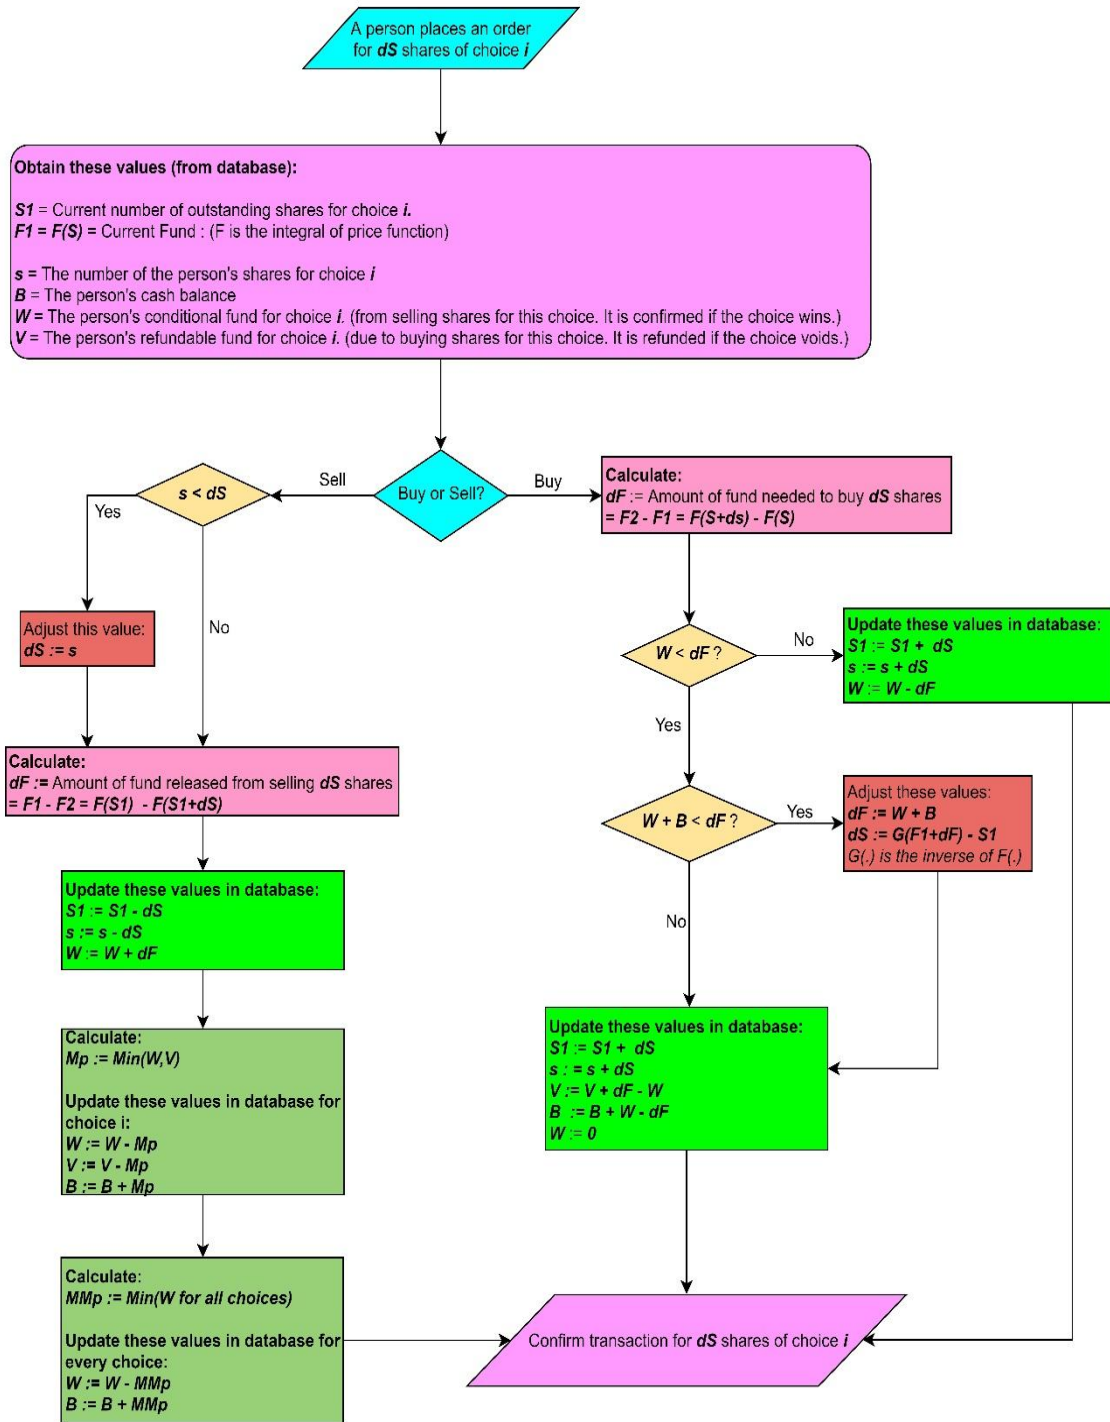 A person places an order
for dS shares of choice i
Obtain these values (from database):
S1 = Current number of outstanding shares for choice i.
F1 = F(S) = Current Fund : (F is the integral of price function)
s = The number of the person's shares for choice i
B = The person's cash balance
W = The person's conditional fund for choice i. (from selling shares for this choice. It is confirmed if the choice wins.)
V = The person's refundable fund for choice i. (due to buying shares for this choice. It is refunded if the choice voids.)
Buy or Sell?
Sell
Buy
s < dS
Yes
No
Adjust this value:
dS := s
Calculate:
dF := Amount of fund released from selling dS shares
= F1 - F2 = F(S1) - F(S1+dS)
Update these values in database:
S1 := S1 - dS
s := s - dS
W := W + dF
Calculate:
Mp := Min(W,V)
Update these values in database for
choice i:
W := W - Mp
V := V - Mp
B := B + Mp
Calculate:
MMp := Min(W for all choices)
Update these values in database for
every choice:
W := W - MMp
B := B + MMp
Calculate:
dF := Amount of fund needed to buy dS shares
= F2 - F1 = F(S+ds) - F(S)
W < dF ?
No
Yes
Update these values in database:
S1 := S1 + dS
s := s + dS
W := W - dF
W + B < dF ?
Yes
No
Adjust these values:
dF := W + B
dS := G(F1+dF) - S1
G(.) is the inverse of F(.)
Update these values in database:
S1 := S1 + dS
s : = s + dS
V := V + dF - W
B := B + W - dF
W := 0
Confirm transaction for dS shares of choice i